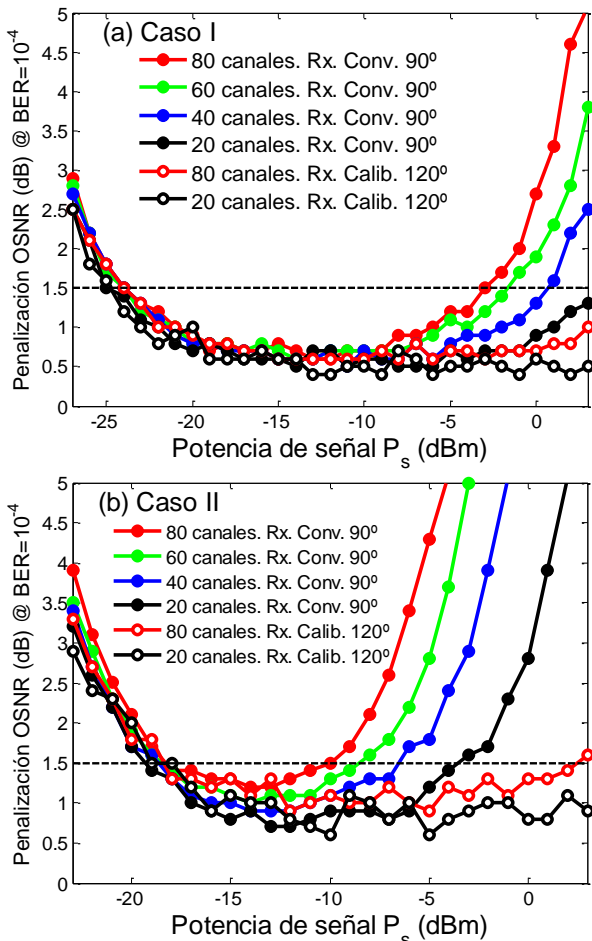 (a) Caso I
80 canales. Rx. Conv. 90º
60 canales. Rx. Conv. 90º
40 canales. Rx. Conv. 90º
20 canales. Rx. Conv. 90º
80 canales. Rx. Calib. 120º
20 canales. Rx. Calib. 120º
Penalización OSNR (dB) @ BER=10-4
5
4.5
4
3.5
3
2.5
2
1.5
1
0.5
0
-25 -20 -15 -10 -5 0
Potencia de señal Ps (dBm)
(b) Caso II
80 canales. Rx. Conv. 90º
60 canales. Rx. Conv. 90º
40 canales. Rx. Conv. 90º
20 canales. Rx. Conv. 90º
80 canales. Rx. Calib. 120º
20 canales. Rx. Calib. 120º
Penalización OSNR (dB) @ BER=10-4
5
4.5
4
3.5
3
2.5
2
1.5
1
0.5
0
-20 -15 -10 -5 0
Potencia de señal Ps (dBm)